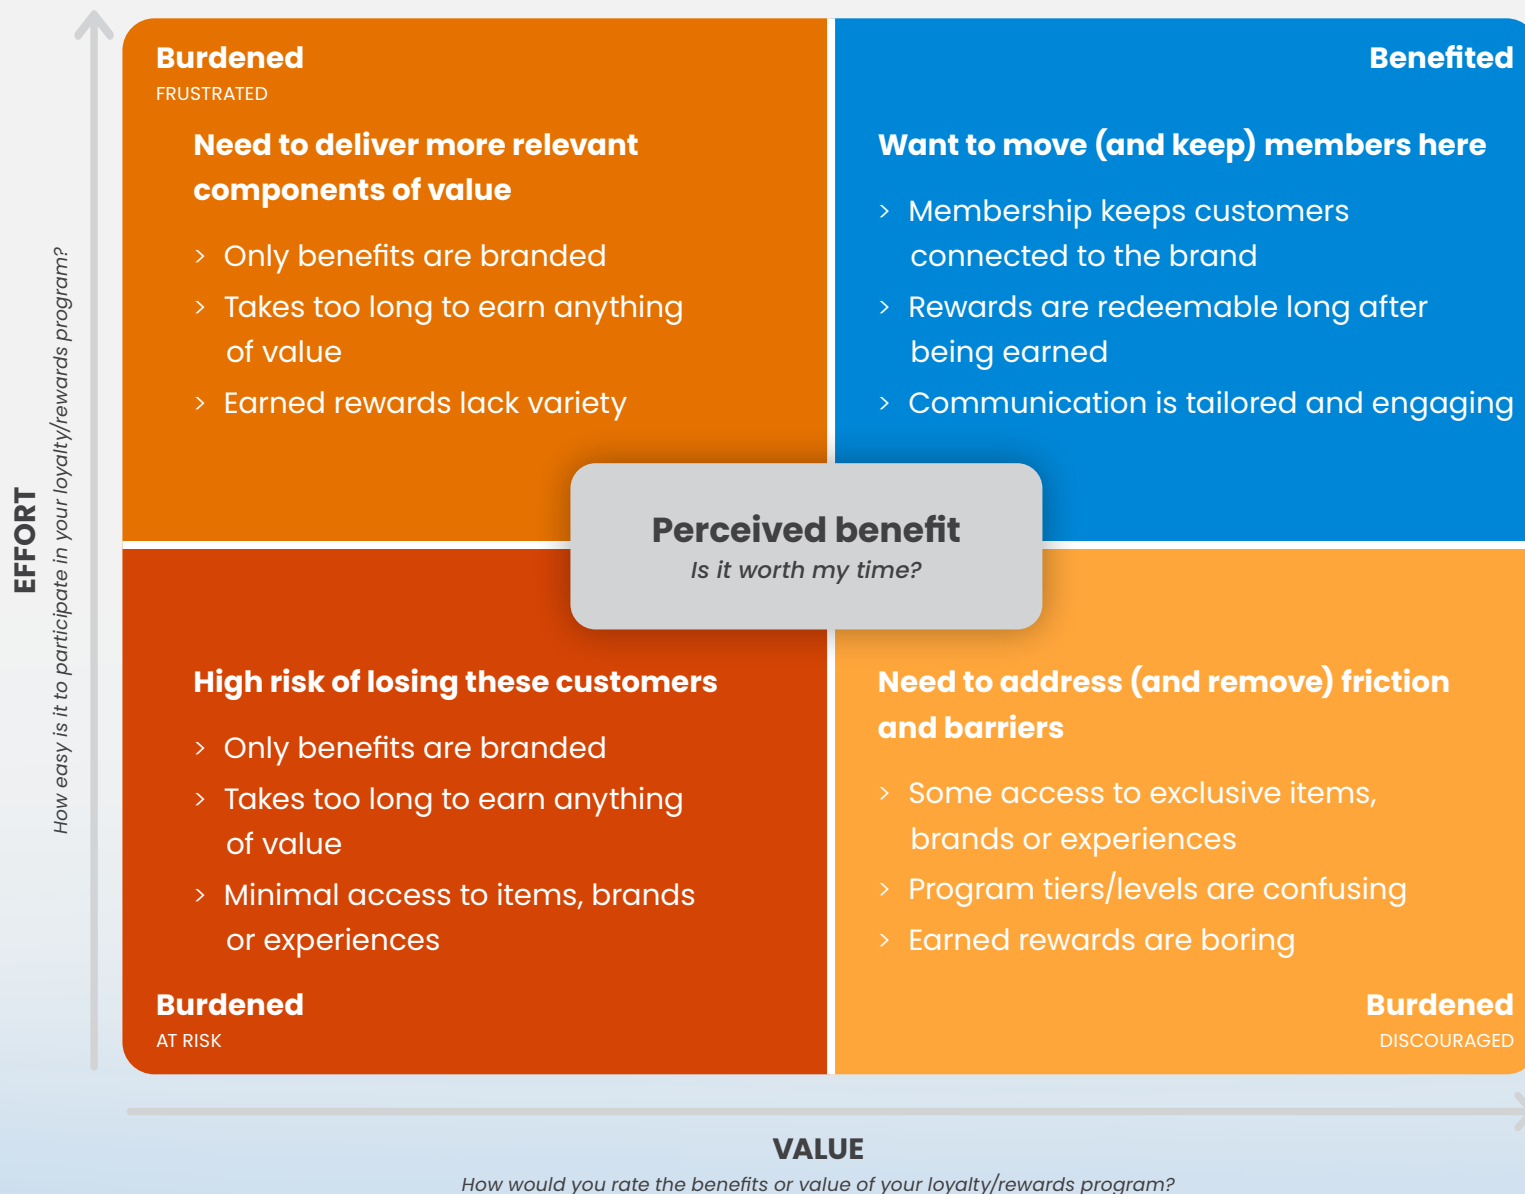 Burdened
FRUSTRATED
Need to deliver more relevant
components of value
> Only benefits are branded
> Takes too long to earn anything
of value
> Earned rewards lack variety
Benefited
Want to move (and keep) members here
> Membership keeps customers
connected to the brand
> Rewards are redeemable long after
being earned
> Communication is tailored and engaging
EFFORT
How easy is it to participate in your loyalty/rewards program?
Perceived benefit
Is it worth my time?
High risk of losing these customers
> Only benefits are branded
> Takes too long to earn anything
of value
> Minimal access to items, brands
or experiences
Burdened
AT RISK
Need to address (and remove) friction
and barriers
> Some access to exclusive items,
brands or experiences
> Program tiers/levels are confusing
> Earned rewards are boring
Burdened
DISCOURAGED
VALUE
How would you rate the benefits or value of your loyalty/rewards program?